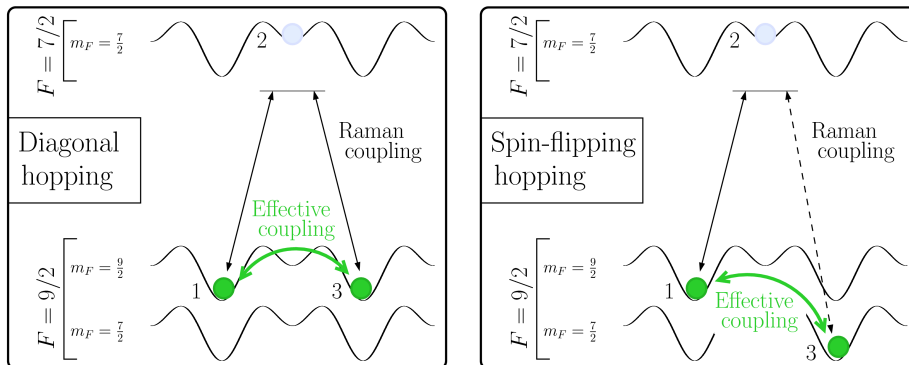 F = 7/2
m_F = 7/2
2
Diagonal
hopping
Raman
coupling
Effective
coupling
F = 9/2
m_F = 9/2
1
3
m_F = 7/2
F = 7/2
m_F = 7/2
2
Spin-flipping
hopping
Raman
coupling
F = 9/2
m_F = 9/2
1
Effective
coupling
m_F = 7/2
3